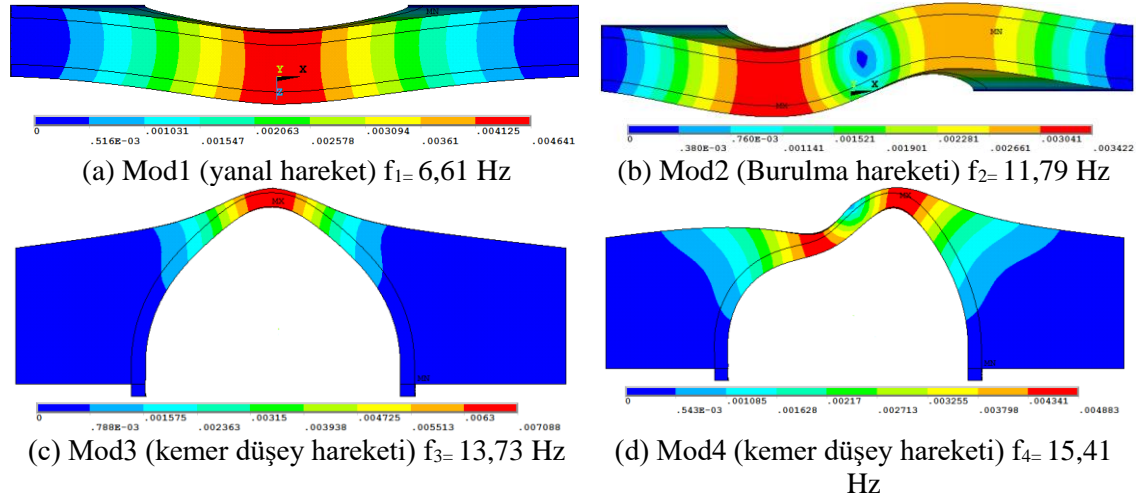 MN
Y
X
Z
0 .001031 .002063 .003094 .004125
.516E-03 .001547 .002578 .00361 .004641
(a) Mod1 (yanal hareket) f1= 6,61 Hz
MN
MX
0 .760E-03 .001521 .002281 .003041
.380E-03 .001141 .001901 .002661 .003422
(b) Mod2 (Burulma hareketi) f2= 11,79 Hz
MX
MN
0 .001575 .00315 .004725 .0063
.788E-03 .002363 .003938 .005513 .007088
(c) Mod3 (kemer düşey hareketi) f3= 13,73 Hz
MX
MN
0 .001085 .00217 .003255 .004341
.543E-03 .001628 .002713 .003798 .004883
(d) Mod4 (kemer düşey hareketi) f4= 15,41
Hz